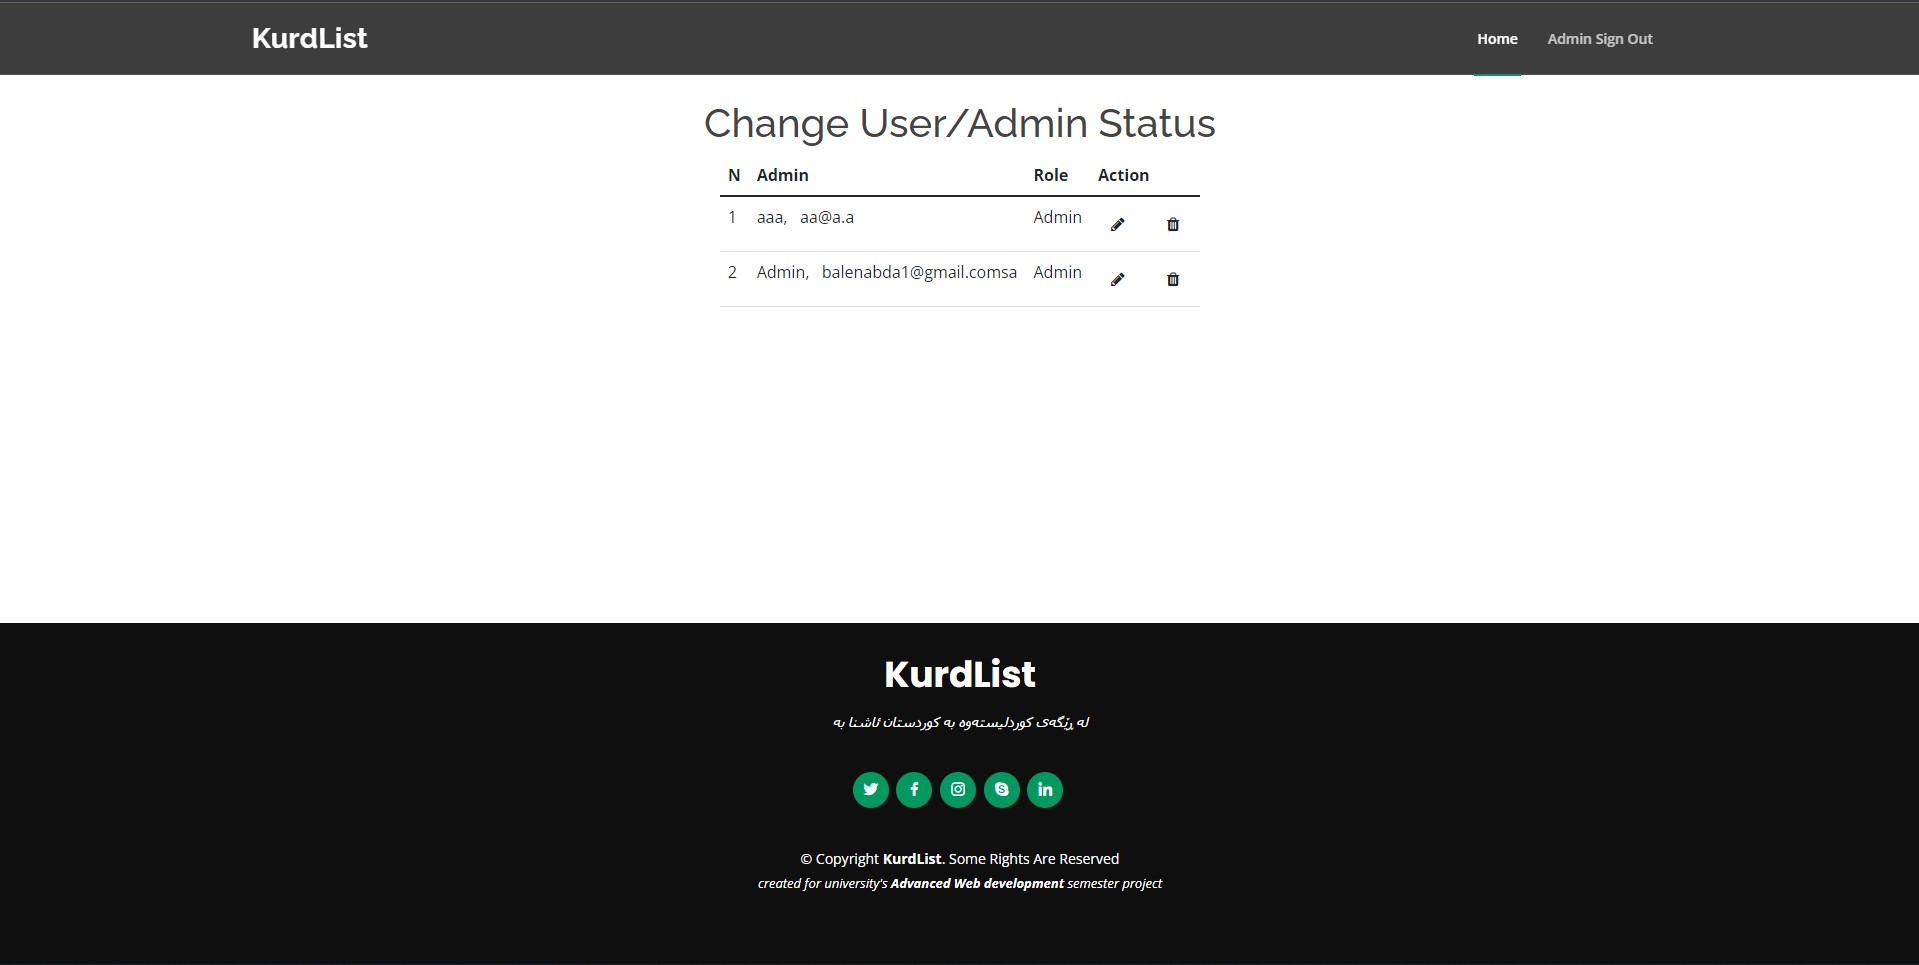 KurdList Home Admin Sign Out
Change User/Admin Status
N Admin Role Action
1 aaa, aa@a.a Admin
2 Admin, balenabda1@gmail.comsa Admin
KurdList
لە ڕێگەی کوردلیستەوە بە کوردستان ئاشنا بە
© Copyright KurdList. Some Rights Are Reserved
created for university's Advanced Web development semester project